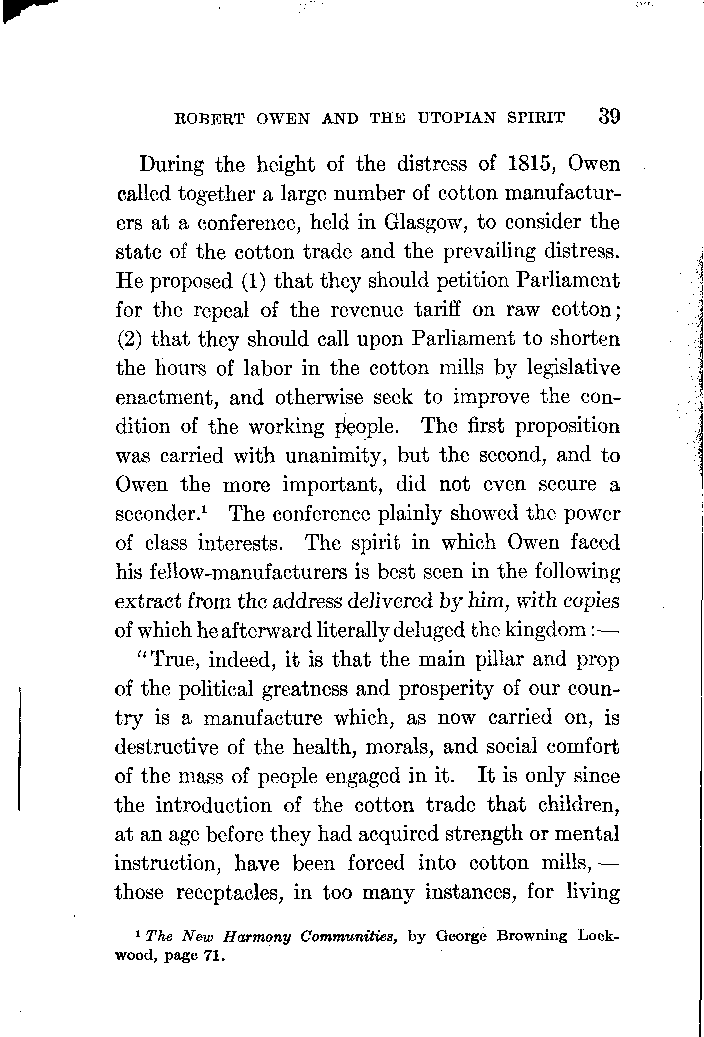 ROBERT OWEN AND THE UTOPIAN SPIRIT 39
During the height of the distress of 1815, Owen
called together a large number of cotton manufactur-
ers at a conference, held in Glasgow, to consider the
state of the cotton trade and the prevailing distress.
He proposed (1) that they should petition Parliament
for the repeal of the revenue tariff on raw cotton;
(2) that they should call upon Parliament to shorten
the hours of labor in the cotton mills by legislative
enactment, and otherwise seek to improve the con-
dition of the working people. The first proposition
was carried with unanimity, but the second, and to
Owen the more important, did not even secure a
seconder.¹ The conference plainly showed the power
of class interests. The spirit in which Owen faced
his fellow-manufacturers is best seen in the following
extract from the address delivered by him, with copies
of which he afterward literally deluged the kingdom:—
"True, indeed, it is that the main pillar and prop
of the political greatness and prosperity of our coun-
try is a manufacture which, as now carried on, is
destructive of the health, morals, and social comfort
of the mass of people engaged in it. It is only since
the introduction of the cotton trade that children,
at an age before they had acquired strength or mental
instruction, have been forced into cotton mills,—
those receptacles, in too many instances, for living
¹ The New Harmony Communities, by George Browning Lock-
wood, page 71.